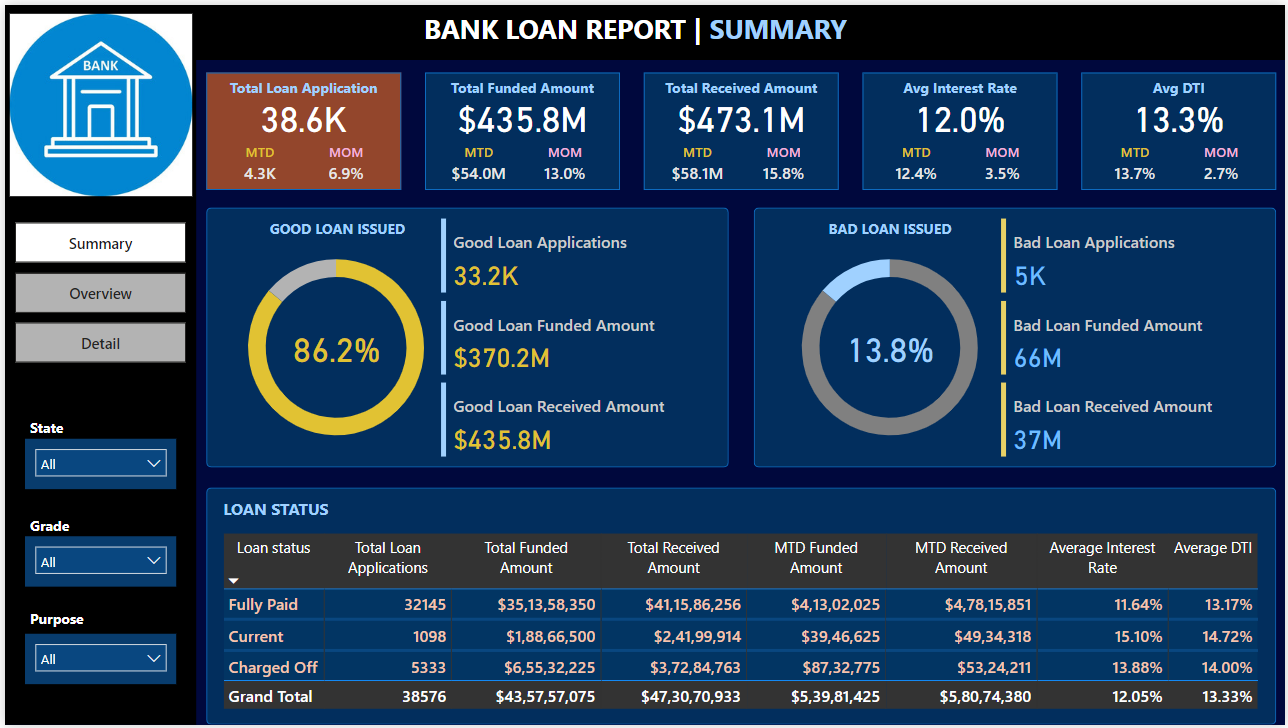 BANK LOAN REPORT | SUMMARY
BANK
Summary
Overview
Detail
State
All
Grade
All
Purpose
All
Total Loan Application
38.6K
MTD MOM
4.3K 6.9%
Total Funded Amount
$435.8M
MTD MOM
$54.0M 13.0%
Total Received Amount
$473.1M
MTD MOM
$58.1M 15.8%
Avg Interest Rate
12.0%
MTD MOM
12.4% 3.5%
Avg DTI
13.3%
MTD MOM
13.7% 2.7%
GOOD LOAN ISSUED
86.2%
Good Loan Applications
33.2K
Good Loan Funded Amount
$370.2M
Good Loan Received Amount
$435.8M
BAD LOAN ISSUED
13.8%
Bad Loan Applications
5K
Bad Loan Funded Amount
66M
Bad Loan Received Amount
37M
LOAN STATUS
Loan status Total Loan Applications Total Funded Amount Total Received Amount MTD Funded Amount MTD Received Amount Average Interest Rate Average DTI
Fully Paid 32145 $35,13,58,350 $41,15,86,256 $4,13,02,025 $4,78,15,851 11.64% 13.17%
Current 1098 $1,88,66,500 $2,41,99,914 $39,46,625 $49,34,318 15.10% 14.72%
Charged Off 5333 $6,55,32,225 $3,72,84,763 $87,32,775 $53,24,211 13.88% 14.00%
Grand Total 38576 $43,57,57,075 $47,30,70,933 $5,39,81,425 $5,80,74,380 12.05% 13.33%